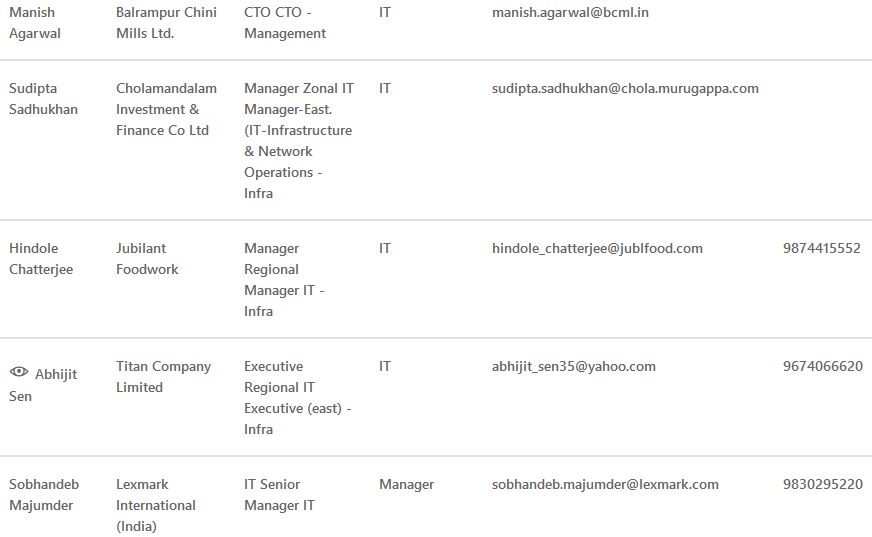 Manish Agarwal	Balrampur Chini Mills Ltd.	CTO CTO - Management	IT	manish.agarwal@bcml.in
Sudipta Sadhukhan	Cholamandalam Investment & Finance Co Ltd	Manager Zonal IT Manager-East. (IT-Infrastructure & Network Operations - Infra	IT	sudipta.sadhukhan@chola.murugappa.com
Hindole Chatterjee	Jubilant Foodwork	Manager Regional Manager IT - Infra	IT	hindole_chatterjee@jublfood.com	9874415552
Abhijit Sen	Titan Company Limited	Executive Regional IT Executive (east) - Infra	IT	abhijit_sen35@yahoo.com	9674066620
Sobhandeb Majumder	Lexmark International (India)	IT Senior Manager IT	Manager	sobhandeb.majumder@lexmark.com	9830295220